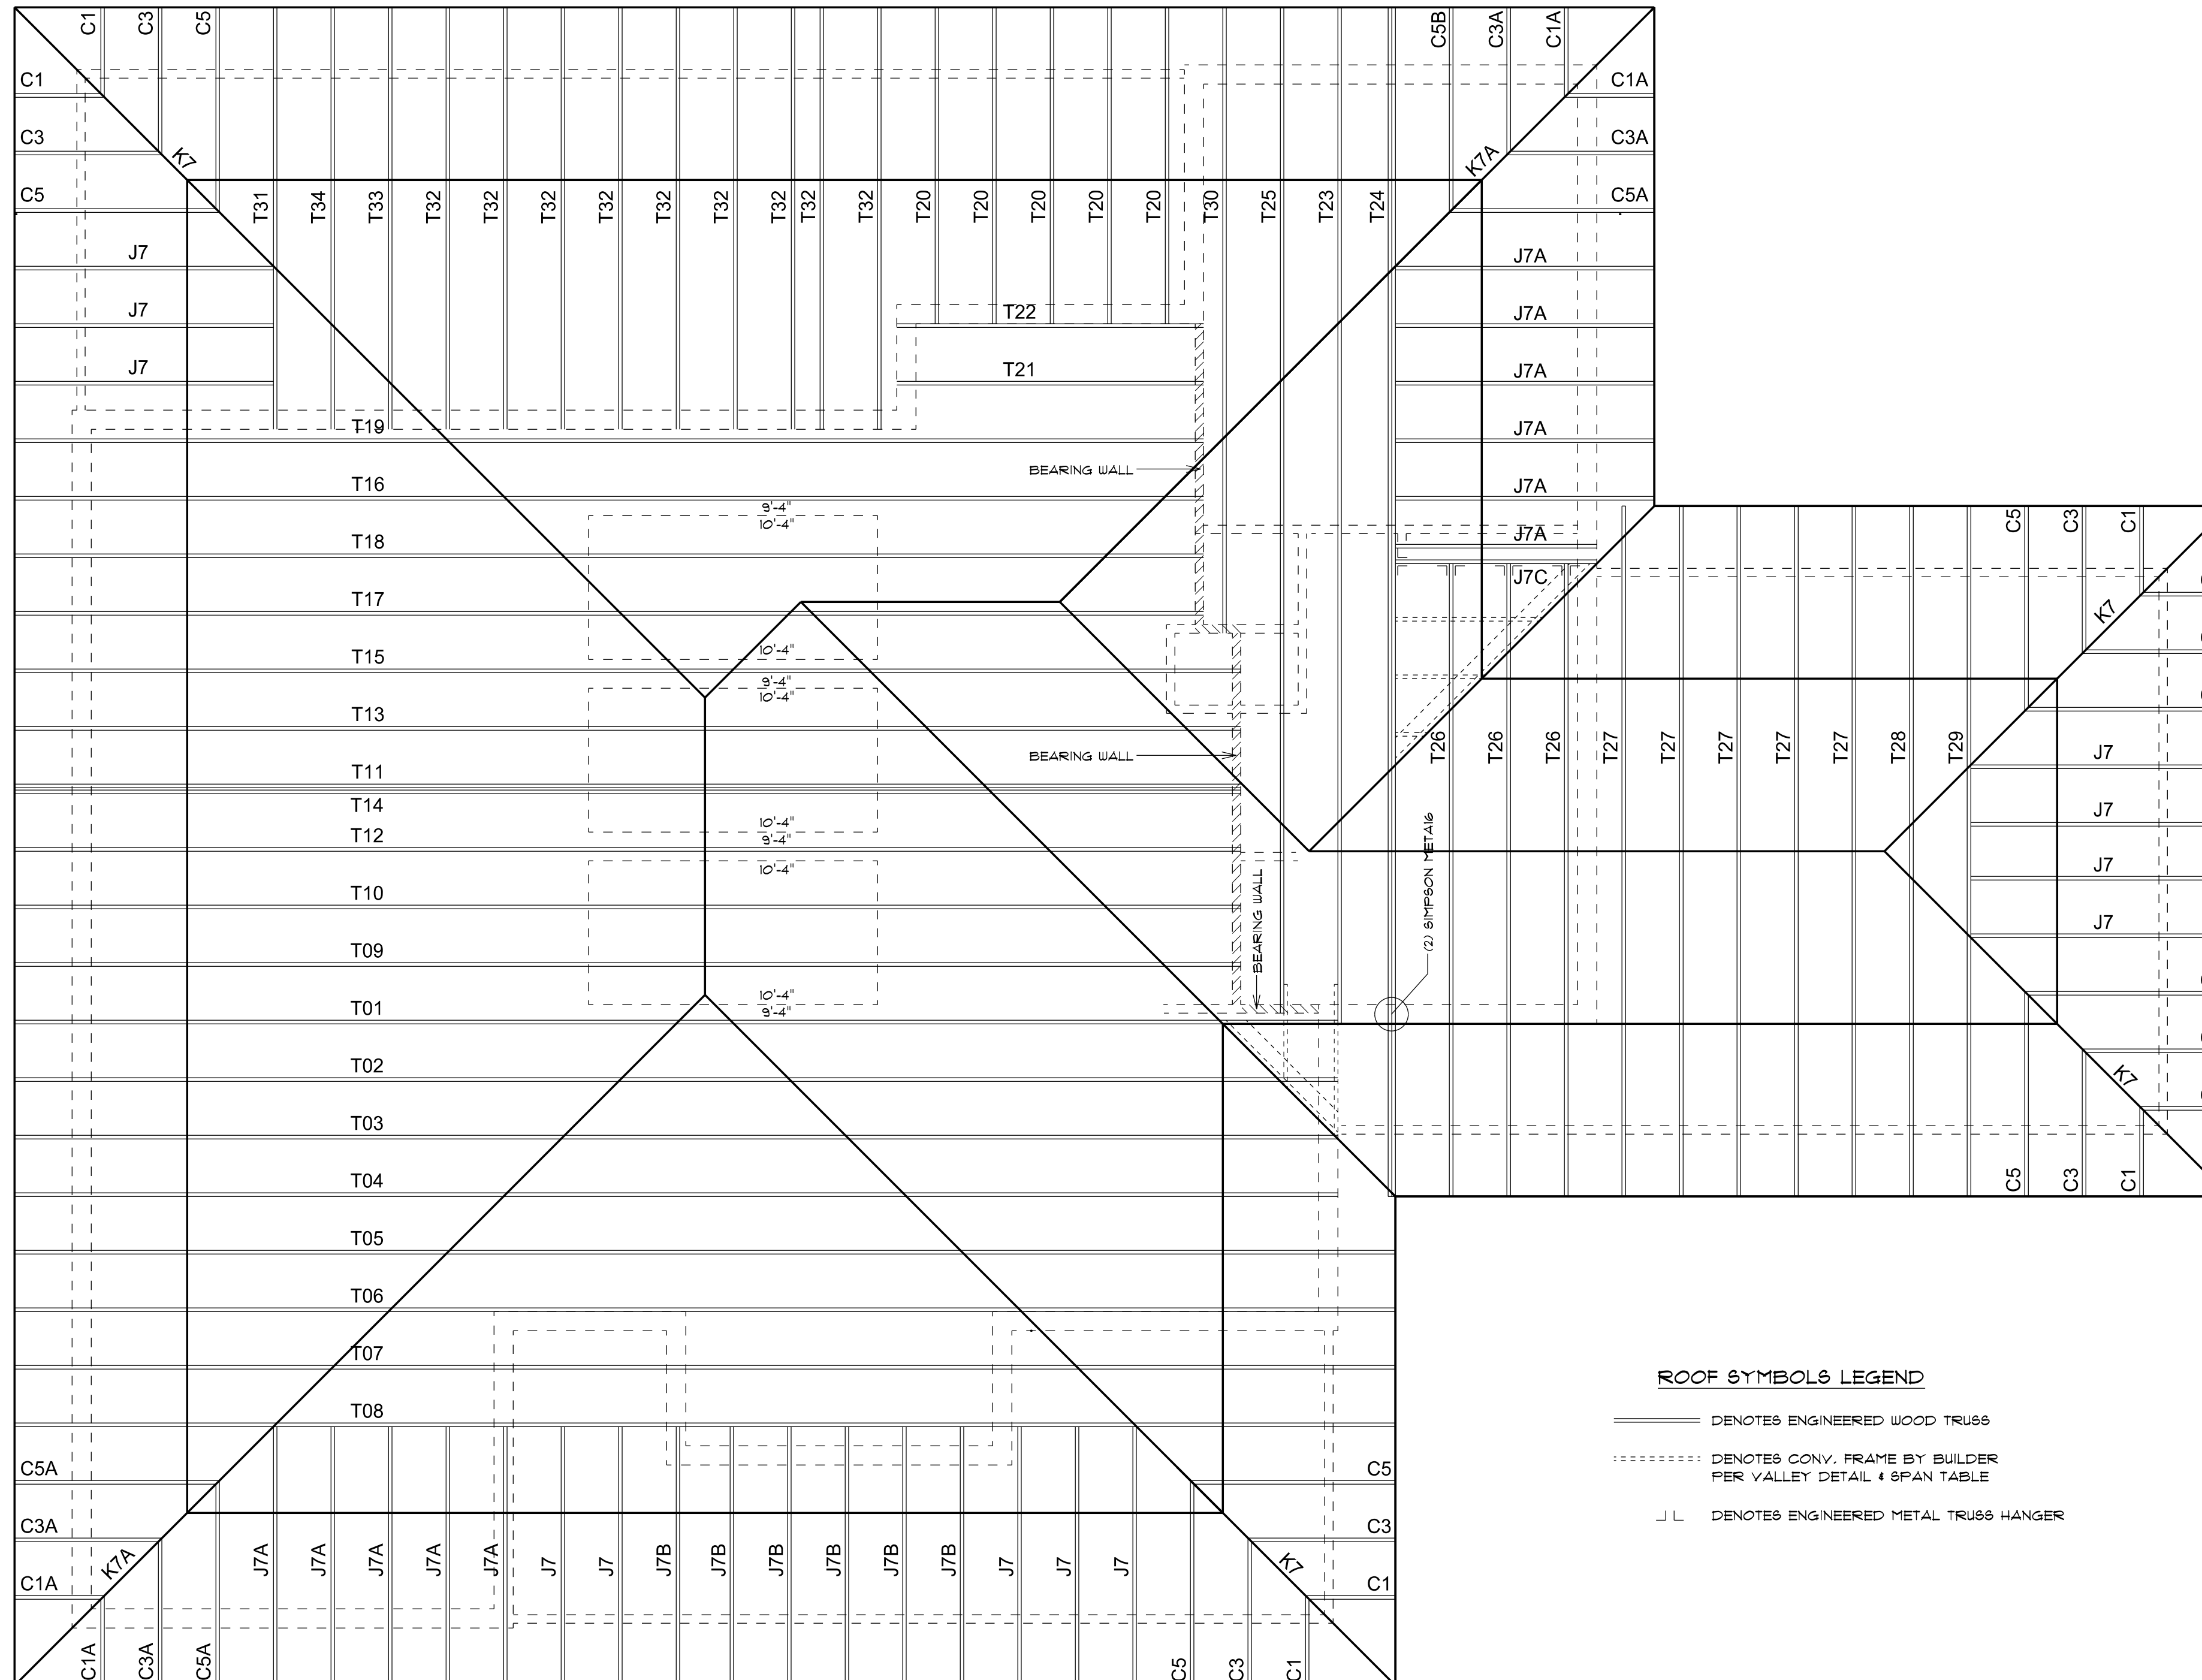 C1
C3
C5
C5B
C3A
C1A
C1
C1A
C3
K7
K7A
C3A
C5
C5A
T31
T34
T33
T32
T32
T32
T32
T32
T32
T32
T32
T32
T20
T20
T20
T20
T20
T30
T25
T23
T24
J7
J7A
J7
T22
J7A
J7
T21
J7A
T19
J7A
BEARING WALL
T16
J7A
9'-4"
10'-4"
C5
C3
C1
T18
J7A
J7C
T17
K7
T15
10'-4"
9'-4"
10'-4"
T13
T26
T26
T26
T27
T27
T27
T27
T27
T28
T29
BEARING WALL
J7
T11
T14
J7
10'-4"
9'-4"
T12
(2) SIMPSON META16
J7
10'-4"
T10
BEARING WALL
J7
T09
10'-4"
9'-4"
T01
T02
K7
T03
T04
C5
C3
C1
T05
T06
T07
ROOF SYMBOLS LEGEND
T08
DENOTES ENGINEERED WOOD TRUSS
C5A
C5
DENOTES CONV. FRAME BY BUILDER
PER VALLEY DETAIL & SPAN TABLE
C3A
C3
DENOTES ENGINEERED METAL TRUSS HANGER
K7A
J7A
J7A
J7A
J7A
J7A
J7
J7
J7B
J7B
J7B
J7B
J7B
J7B
J7
J7
J7
K7
C1A
C1
C1A
C3A
C5A
C5
C3
C1